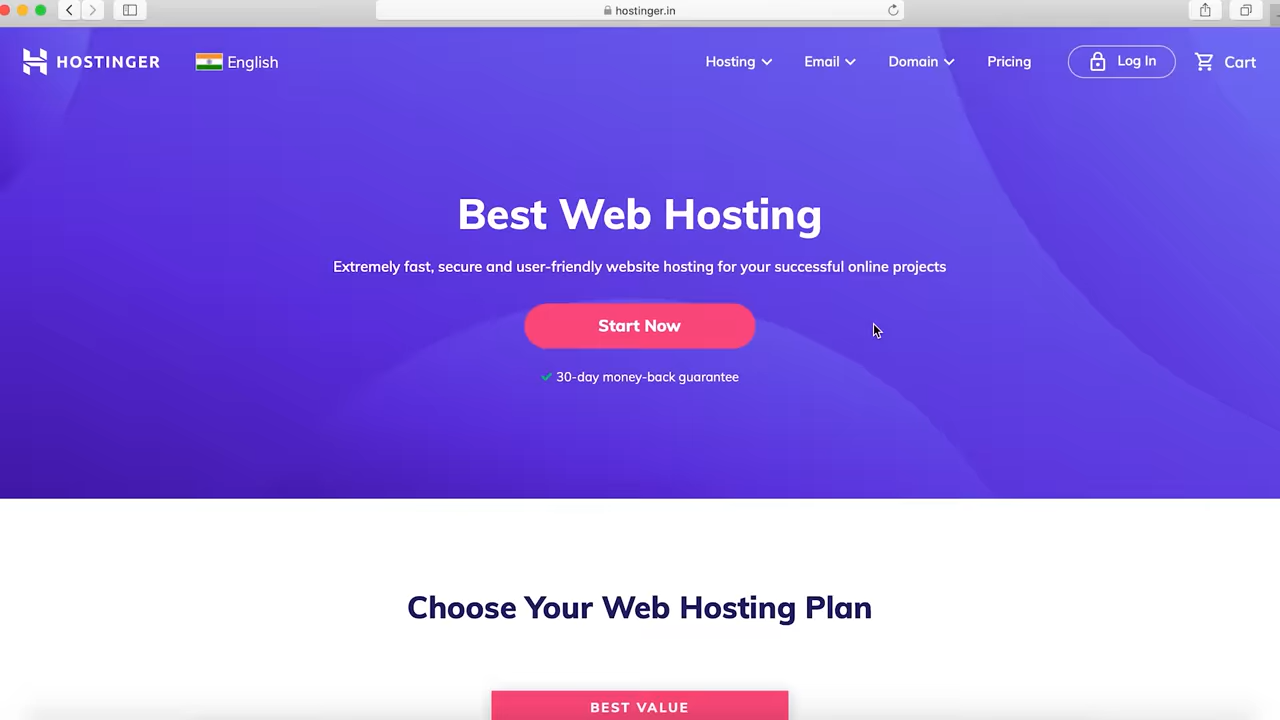 hostinger.in
HOSTINGER
English
Hosting
Email
Domain
Pricing
Log In
Cart
Best Web Hosting
Extremely fast, secure and user-friendly website hosting for your successful online projects
Start Now
30-day money-back guarantee
Choose Your Web Hosting Plan
BEST VALUE